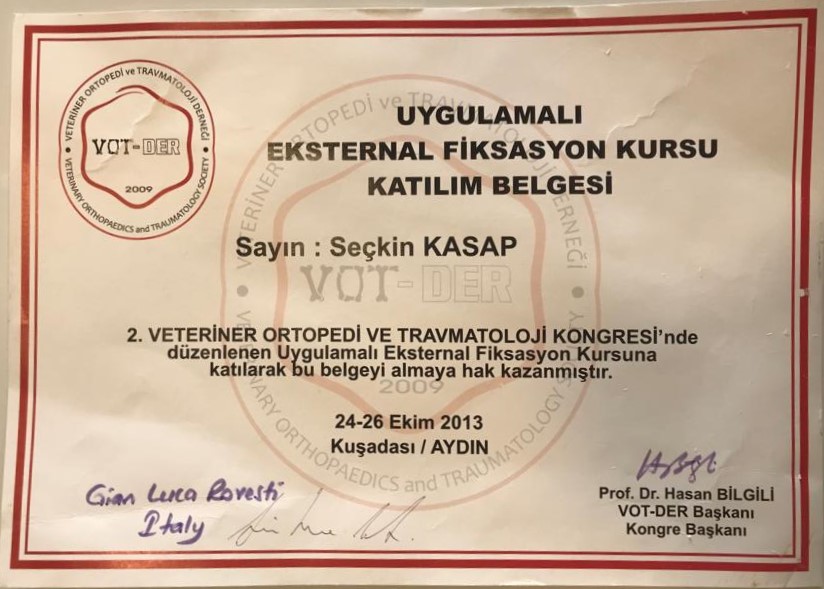 VETERİNER ORTOPEDİ ve TRAVMATOLOJİ DERNEĞİ
VOT-DER
2009
VETERINARY ORTHOPAEDICS and TRAUMATOLOGY SOCIETY
UYGULAMALI
EKSTERNAL FİKSASYON KURSU
KATILIM BELGESİ
Sayın : Seçkin KASAP
VOT-DER
2. VETERİNER ORTOPEDİ VE TRAVMATOLOJİ KONGRESİ'nde
düzenlenen Uygulamalı Eksternal Fiksasyon Kursuna
katılarak bu belgeyi almaya hak kazanmıştır.
2009
24-26 Ekim 2013
Kuşadası / AYDIN
Gian Luca Rovesti
Italy
Prof. Dr. Hasan BİLGİLİ
VOT-DER Başkanı
Kongre Başkanı